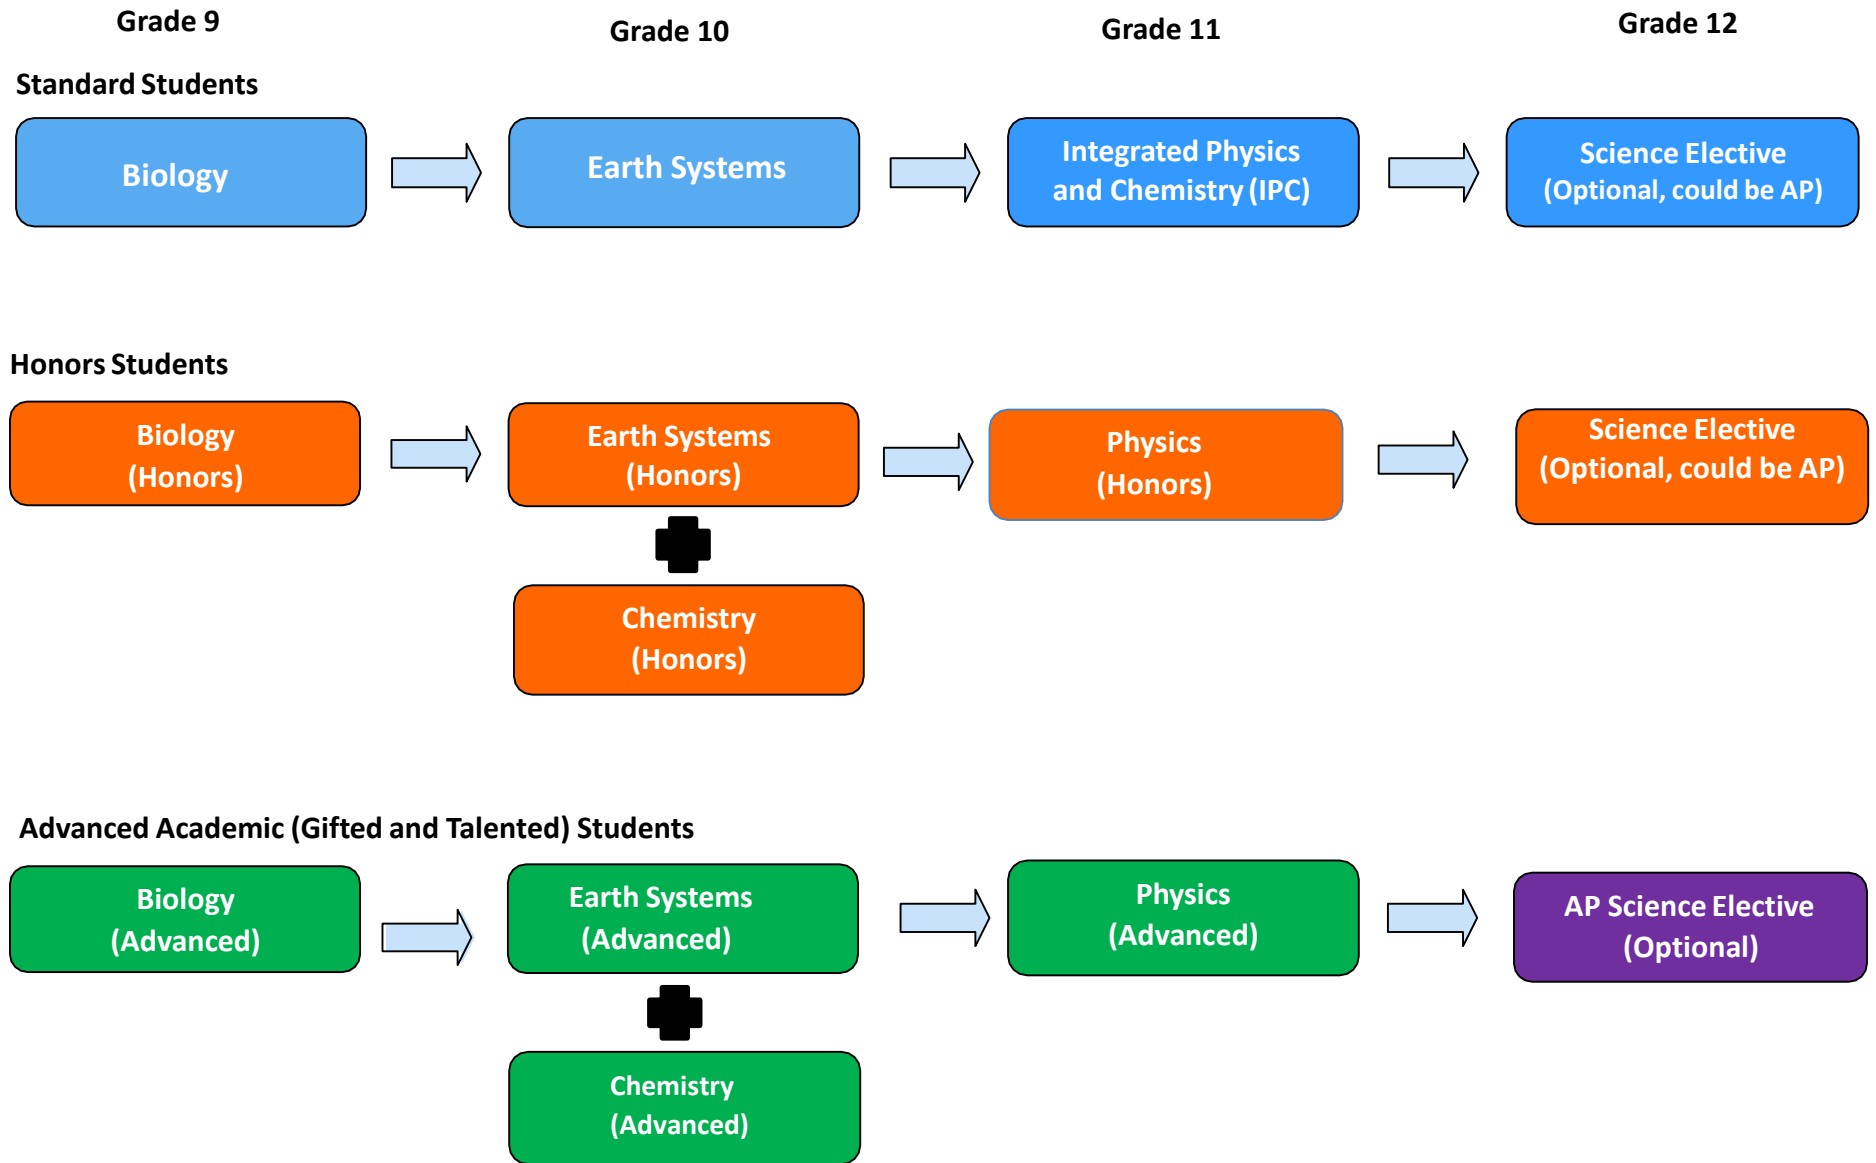 Grade 9
Grade 10
Grade 11
Grade 12
Standard Students
Biology
Earth Systems
Integrated Physics
and Chemistry (IPC)
Science Elective
(Optional, could be AP)
Honors Students
Biology
(Honors)
Earth Systems
(Honors)
Physics
(Honors)
Science Elective
(Optional, could be AP)
Chemistry
(Honors)
Advanced Academic (Gifted and Talented) Students
Biology
(Advanced)
Earth Systems
(Advanced)
Physics
(Advanced)
AP Science Elective
(Optional)
Chemistry
(Advanced)